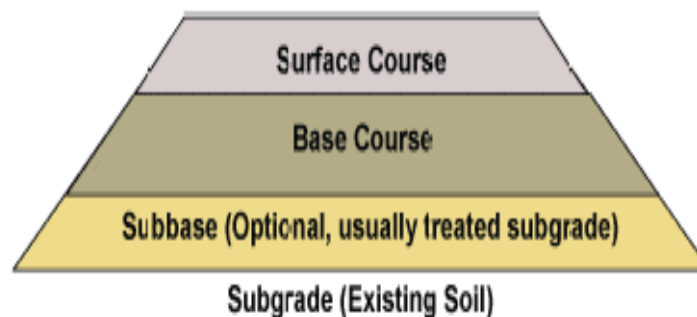 Surface Course
Base Course
Subbase (Optional, usually treated subgrade)
Subgrade (Existing Soil)